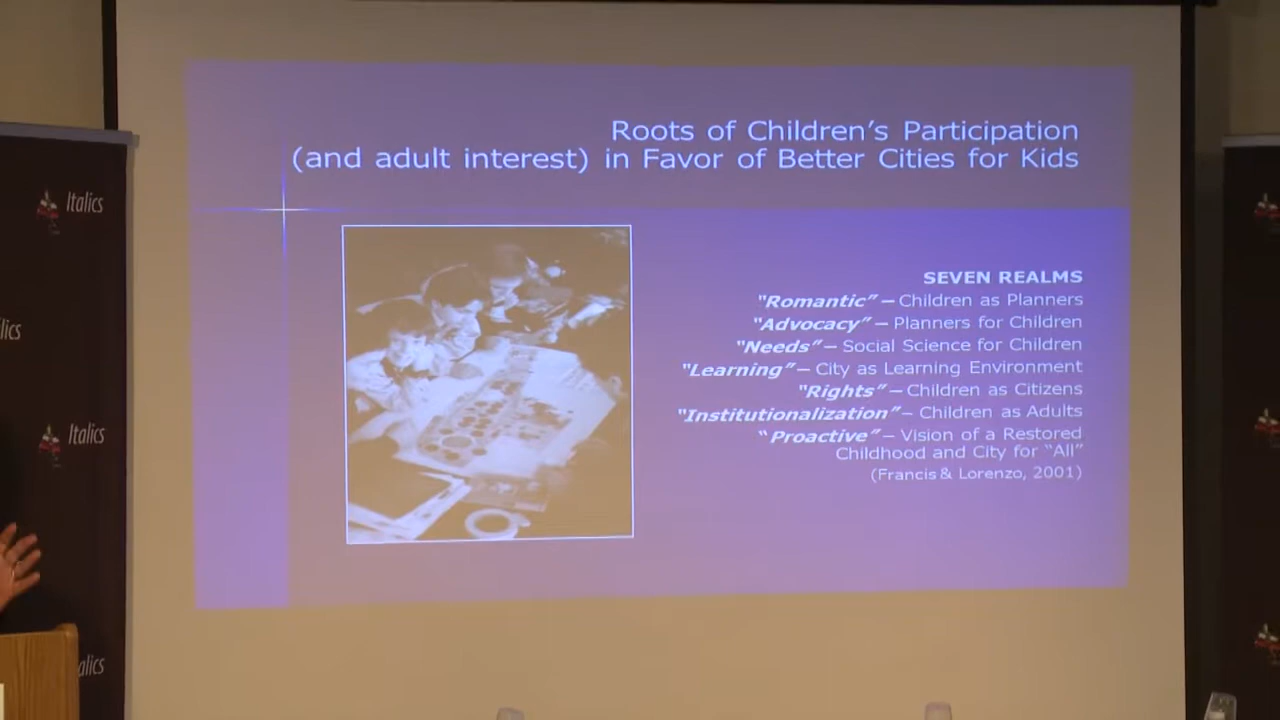 Roots of Children's Participation
(and adult interest) in Favor of Better Cities for Kids
SEVEN REALMS
"Romantic" – Children as Planners
"Advocacy" – Planners for Children
"Needs" – Social Science for Children
"Learning" – City as Learning Environment
"Rights" – Children as Citizens
"Institutionalization" – Children as Adults
"Proactive" – Vision of a Restored
Childhood and City for "All"
(Francis & Lorenzo, 2001)
Italics
lics
Italics
alics